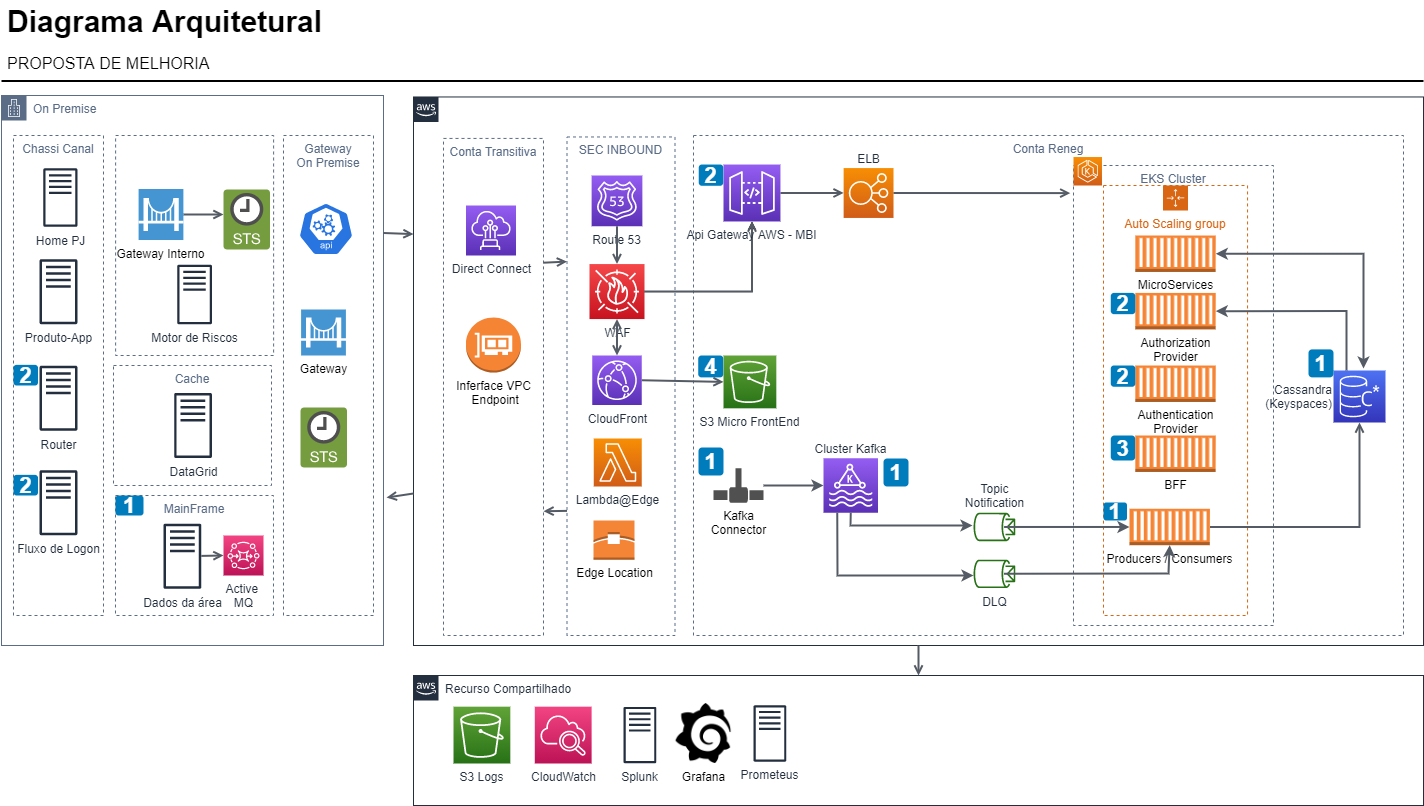 Diagrama Arquitetural
PROPOSTA DE MELHORIA
On Premise
Chassi Canal
Home PJ
Produto-App
2
Router
2
Fluxo de Logon
Gateway Interno
STS
Motor de Riscos
Cache
DataGrid
1
MainFrame
Dados da área
Active
MQ
Gateway
On Premise
api
Gateway
STS
aws
Conta Transitiva
Direct Connect
Inferface VPC
Endpoint
SEC INBOUND
53
Route 53
WAF
CloudFront
Lambda@Edge
Edge Location
Conta Reneg
2
Api Gateway AWS - MBI
ELB
4
S3 Micro FrontEnd
1
Kafka
Connector
Cluster Kafka
K
1
Topic
Notification
DLQ
K
EKS Cluster
Auto Scaling group
MicroServices
2
Authorization
Provider
2
Authentication
Provider
3
BFF
1
Producers / Consumers
1
Cassandra
(Keyspaces)
C*
aws
Recurso Compartilhado
S3 Logs
CloudWatch
Splunk
Grafana
Prometeus